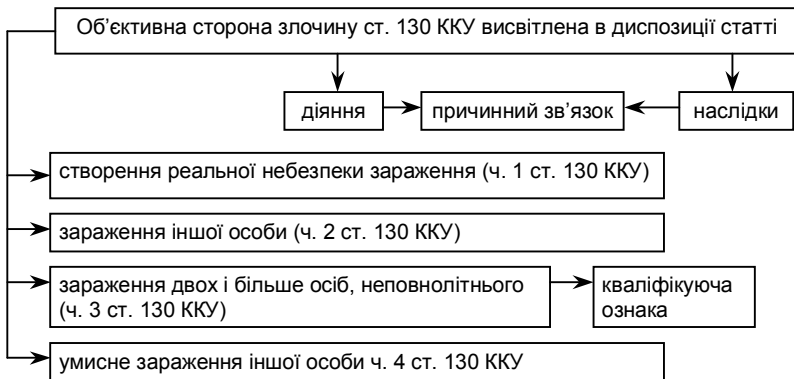 Об’єктивна сторона злочину ст. 130 ККУ висвітлена в диспозиції статті
діяння
причинний зв’язок
наслідки
створення реальної небезпеки зараження (ч. 1 ст. 130 ККУ)
зараження іншої особи (ч. 2 ст. 130 ККУ)
зараження двох і більше осіб, неповнолітнього
(ч. 3 ст. 130 ККУ)
кваліфікуюча
ознака
умисне зараження іншої особи ч. 4 ст. 130 ККУ